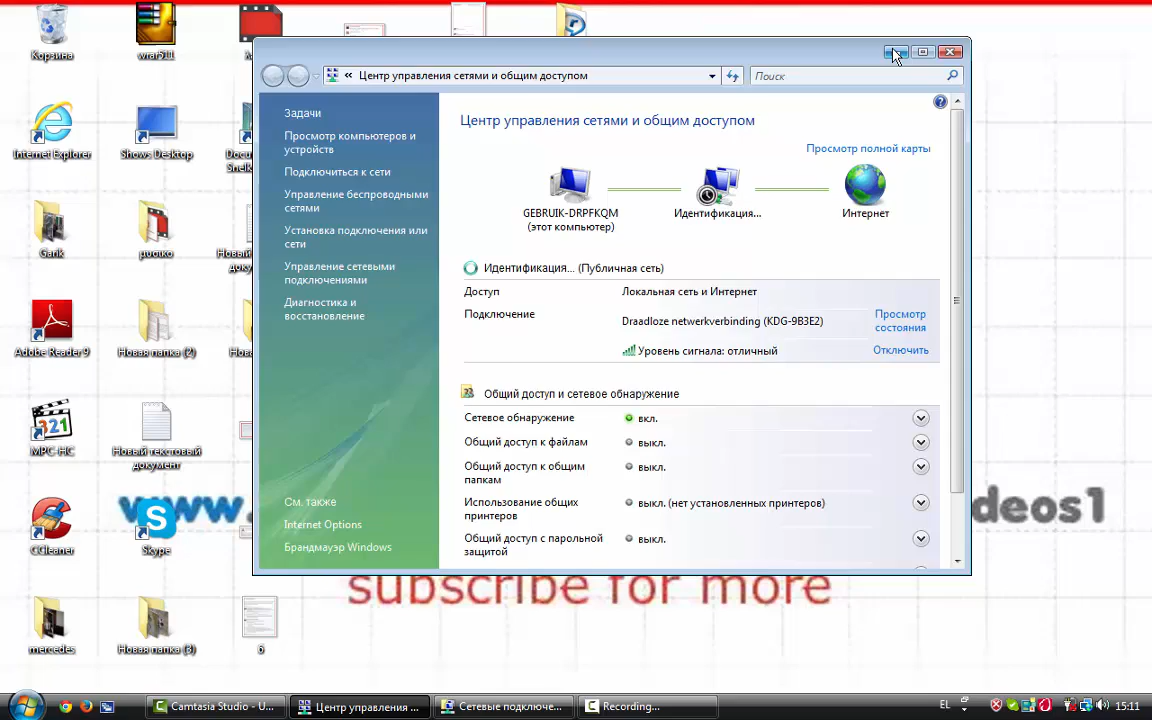 Корзина
wrar511
Центр управления сетями и общим доступом
Поиск
Internet Explorer
Shows Desktop
Задачи
Просмотр компьютеров и
устройств
Подключиться к сети
Управление беспроводными
сетями
Установка подключения или
сети
Управление сетевыми
подключениями
Диагностика и
восстановление
См. также
Internet Options
Брандмауэр Windows
Центр управления сетями и общим доступом
Просмотр полной карты
GEBRUIK-DRPFKQM
(этот компьютер)
Идентификация...
Интернет
Идентификация... (Публичная сеть)
Доступ
Локальная сеть и Интернет
Подключение
Draadloze netwerkverbinding (KDG-9B3E2)
Просмотр
состояния
Уровень сигнала: отличный
Отключить
Общий доступ и сетевое обнаружение
Сетевое обнаружение
вкл.
Общий доступ к файлам
выкл.
Общий доступ к общим
папкам
выкл.
Использование общих
принтеров
выкл. (нет установленных принтеров)
Общий доступ с парольной
защитой
выкл.
Garik
Adobe Reader 9
Новая папка (2)
MPC-HC
321
Новый текстовый
документ
CCleaner
Skype
www.
deos1
subscribe for more
mercedes
Новая папка (3)
6
Camtasia Studio - U...
Центр управления ...
Сетевые подключе...
Recording...
EL
15:11